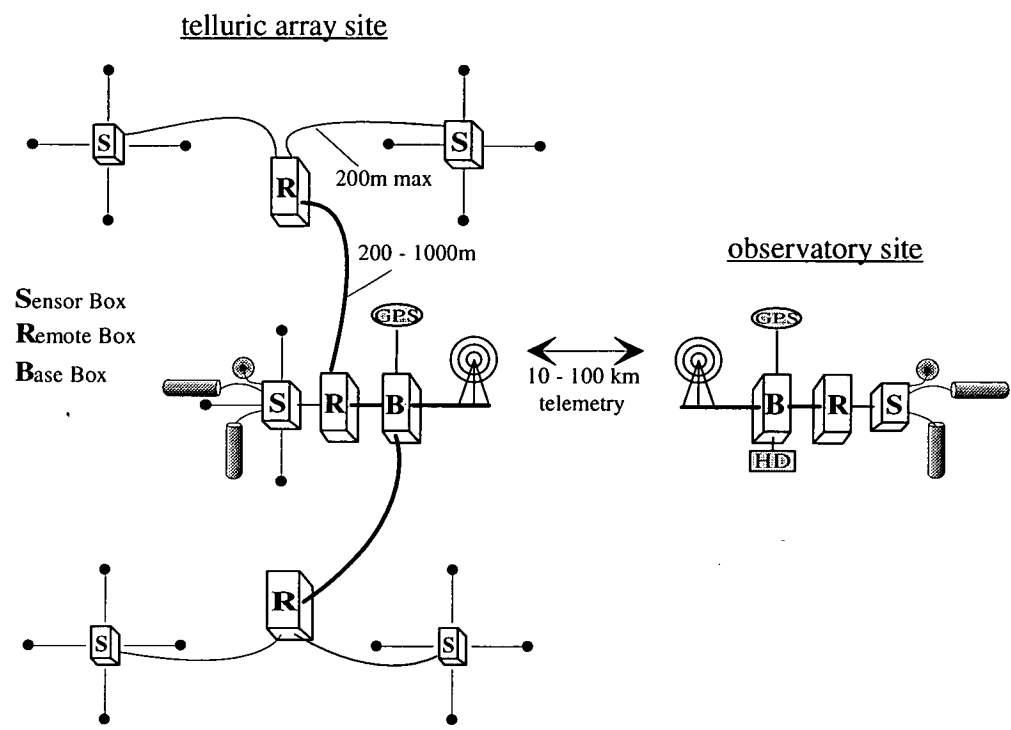 telluric array site
S
S
R
200m max
200 - 1000m
observatory site
Sensor Box
Remote Box
Base Box
GPS
GPS
S
R
B
10 - 100 km
telemetry
B
R
S
HD
R
S
S